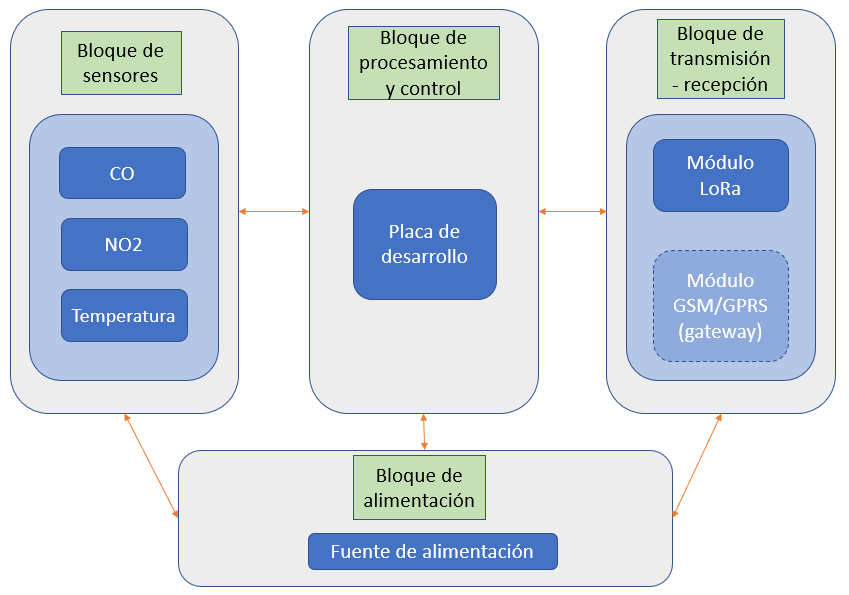 Bloque de
sensores
CO
NO2
Temperatura
Bloque de
procesamiento
y control
Placa de
desarrollo
Bloque de
transmisión
- recepción
Módulo
LoRa
Módulo
GSM/GPRS
(gateway)
Bloque de
alimentación
Fuente de alimentación